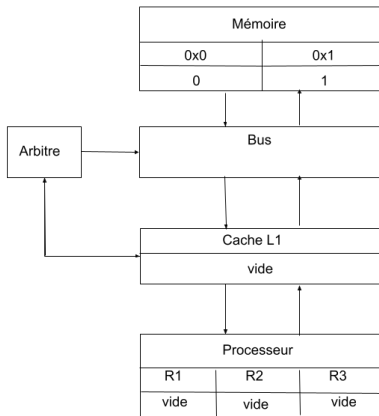 Mémoire
0x0 0x1
0 1
Bus
Arbitre
Cache L1
vide
Processeur
R1 R2 R3
vide vide vide